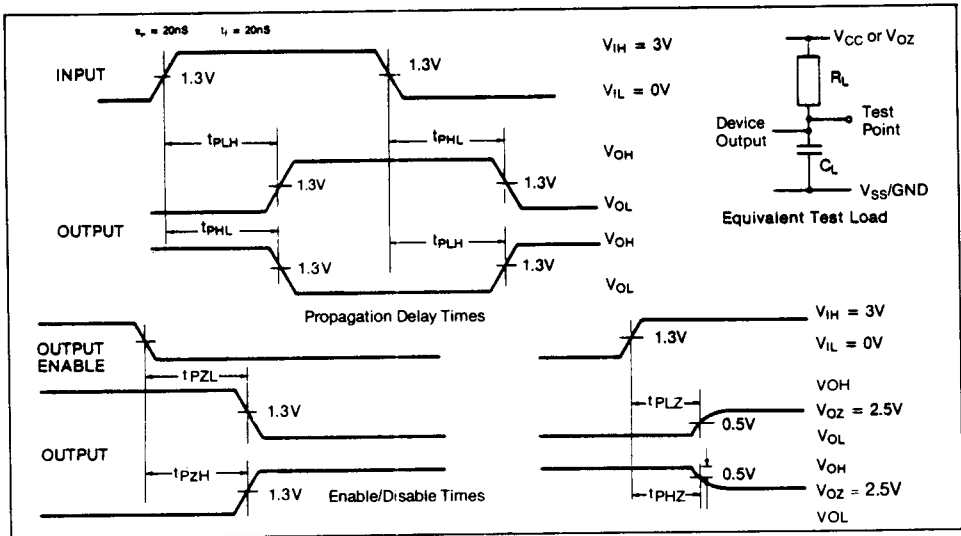 tr = 20nS tf = 20nS
INPUT
1.3V
1.3V
VIH = 3V
VIL = 0V
tPLH
tPHL
VOH
1.3V
1.3V
VOL
OUTPUT
tPHL
tPLH
VOH
1.3V
1.3V
VOL
Propagation Delay Times
VCC or VOZ
RL
Device Output
Test Point
CL
VSS/GND
Equivalent Test Load
OUTPUT ENABLE
1.3V
VIH = 3V
VIL = 0V
tPZL
tPLZ
VOH
1.3V
0.5V
VOZ = 2.5V
VOL
OUTPUT
tPZH
tPHZ
VOH
1.3V
0.5V
VOZ = 2.5V
VOL
Enable/Disable Times